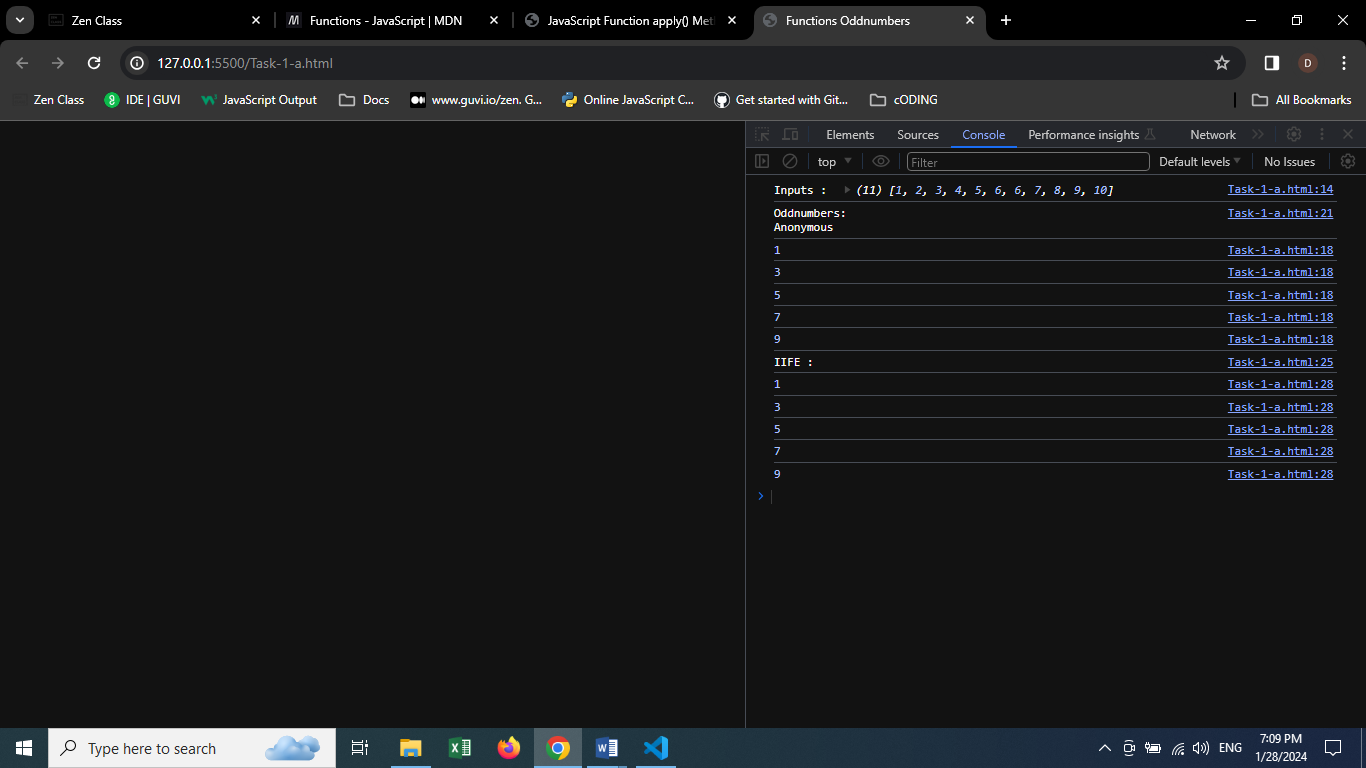 Zen Class
Functions - JavaScript | MDN
JavaScript Function apply() Met
Functions Oddnumbers
127.0.0.1:5500/Task-1-a.html
D
Zen Class
IDE | GUVI
JavaScript Output
Docs
www.guvi.io/zen. G...
Online JavaScript C...
Get started with Git...
cODING
All Bookmarks
Elements
Sources
Console
Performance insights
Network
top
Filter
Default levels
No Issues
Inputs : (11) [1, 2, 3, 4, 5, 6, 6, 7, 8, 9, 10] Task-1-a.html:14
Oddnumbers: Task-1-a.html:21
Anonymous
1 Task-1-a.html:18
3 Task-1-a.html:18
5 Task-1-a.html:18
7 Task-1-a.html:18
9 Task-1-a.html:18
IIFE : Task-1-a.html:25
1 Task-1-a.html:28
3 Task-1-a.html:28
5 Task-1-a.html:28
7 Task-1-a.html:28
9 Task-1-a.html:28
Type here to search
ENG
7:09 PM
1/28/2024